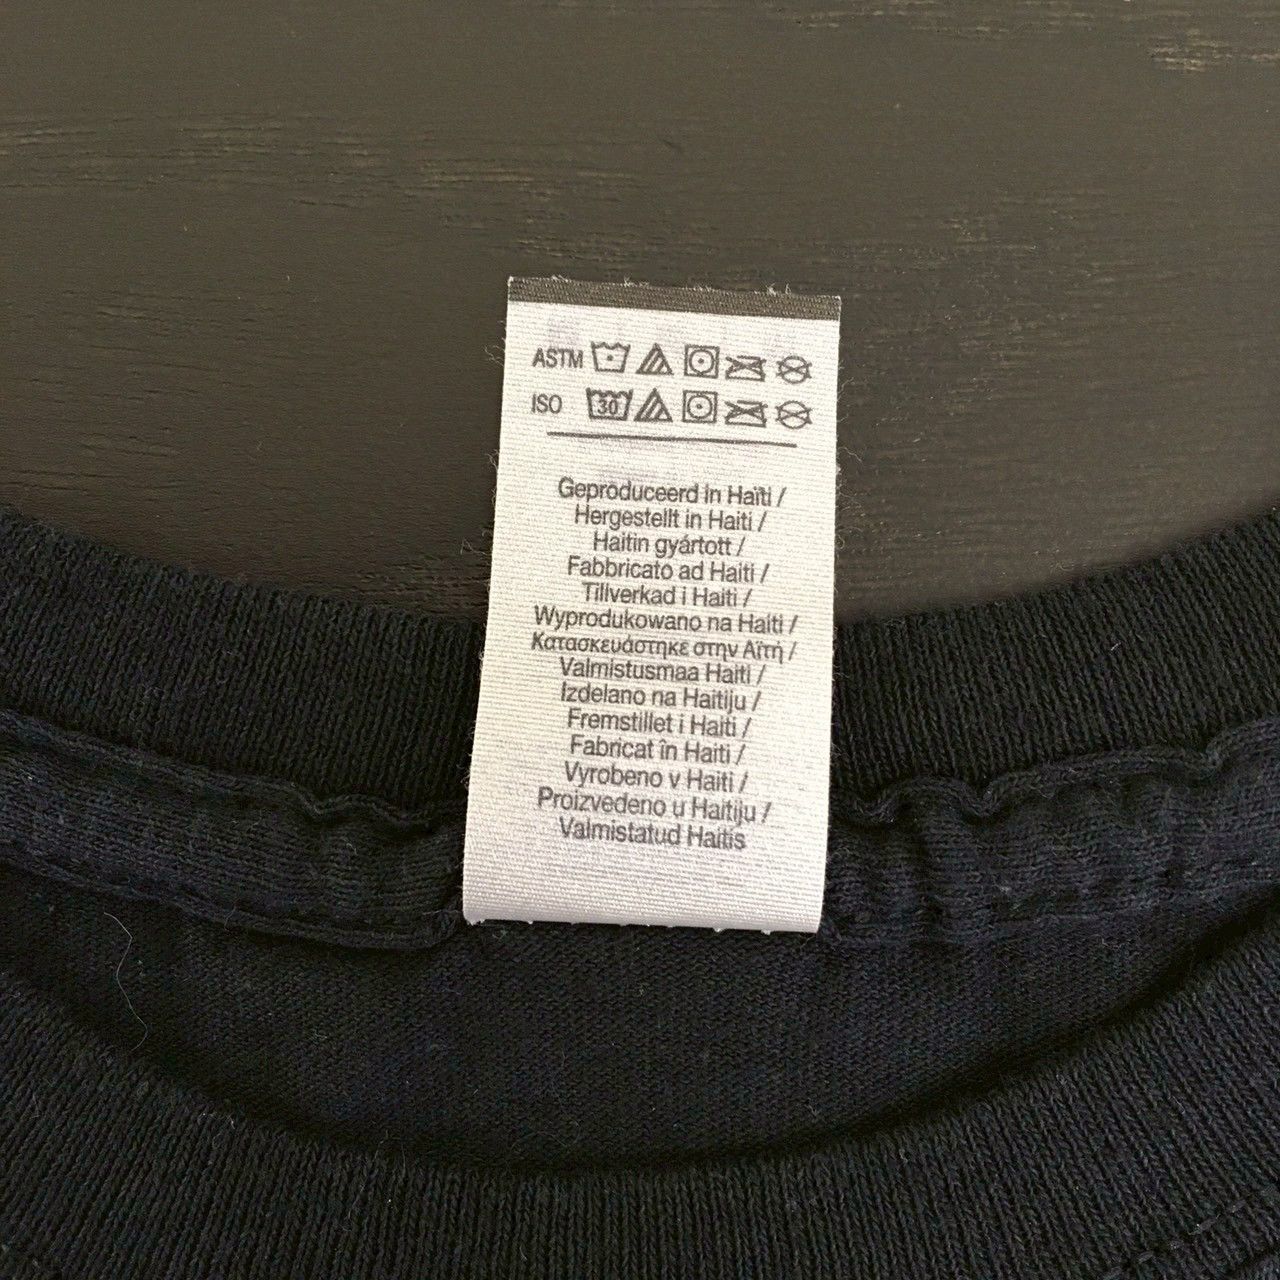 ASTM
ISO 30
Geproduceerd in Haïti /
Hergestellt in Haiti /
Haitin gyártott /
Fabbricato ad Haiti /
Tillverkad i Haiti /
Wyprodukowano na Haiti /
Κατασκευάστηκε στην Αϊτή /
Valmistusmaa Haiti /
Izdelano na Haitiju /
Fremstillet i Haiti /
Fabricat în Haiti /
Vyrobeno v Haiti /
Proizvedeno u Haitiju /
Valmistatud Haitis